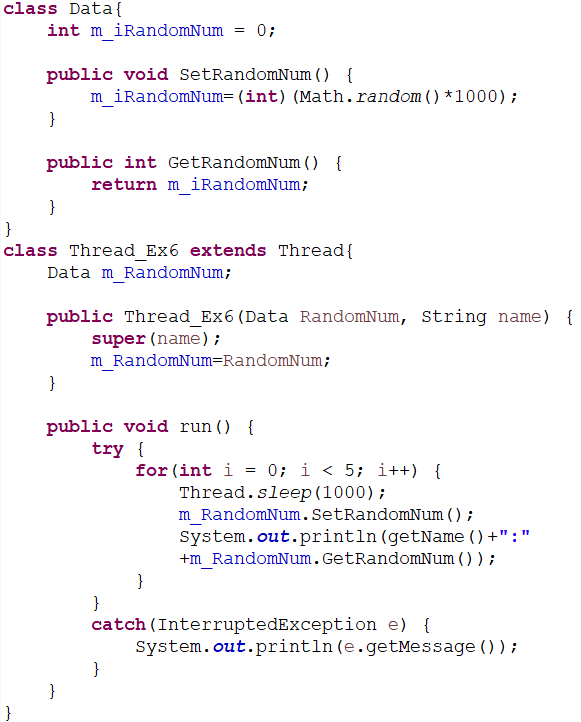 class Data{
    int m_iRandomNum = 0;

    public void SetRandomNum() {
        m_iRandomNum=(int)(Math.random()*1000);
    }

    public int GetRandomNum() {
        return m_iRandomNum;
    }
}
class Thread_Ex6 extends Thread{
    Data m_RandomNum;

    public Thread_Ex6(Data RandomNum, String name) {
        super(name);
        m_RandomNum=RandomNum;
    }

    public void run() {
        try {
            for(int i = 0; i < 5; i++) {
                Thread.sleep(1000);
                m_RandomNum.SetRandomNum();
                System.out.println(getName()+":"
                +m_RandomNum.GetRandomNum());
            }
        }
        catch(InterruptedException e) {
            System.out.println(e.getMessage());
        }
    }
}